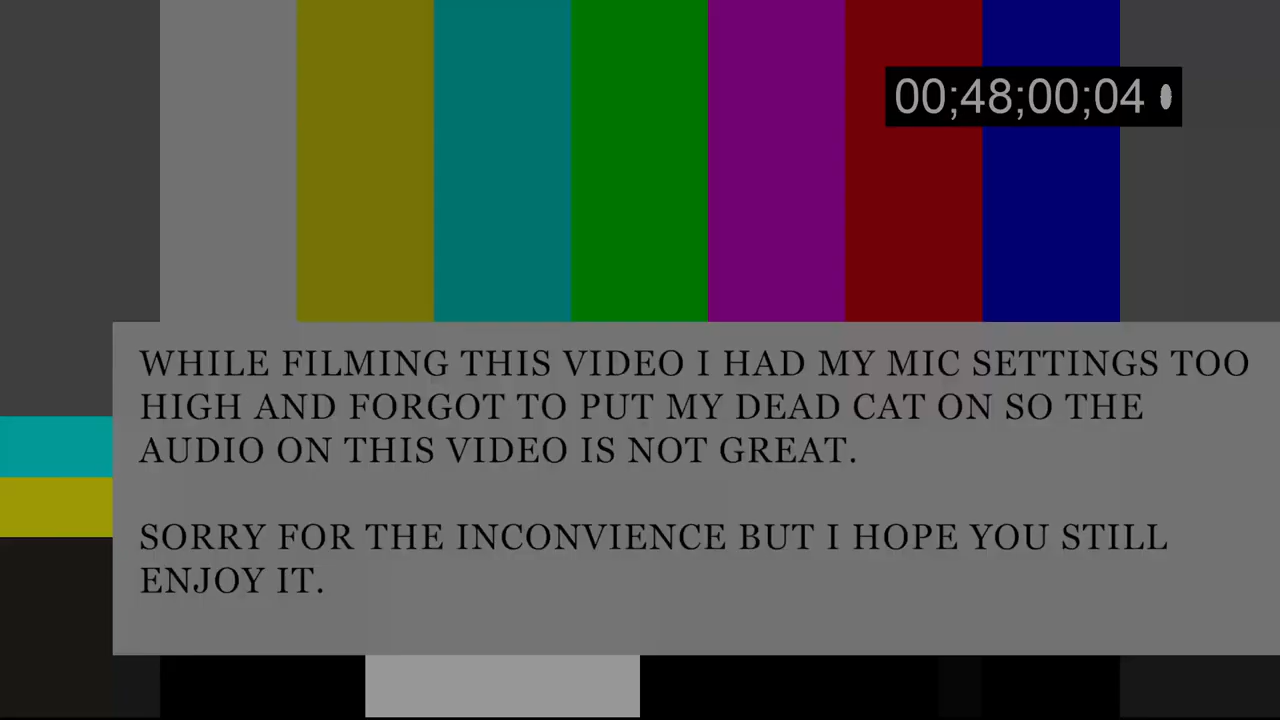 00;48;00;04
WHILE FILMING THIS VIDEO I HAD MY MIC SETTINGS TOO
HIGH AND FORGOT TO PUT MY DEAD CAT ON SO THE
AUDIO ON THIS VIDEO IS NOT GREAT.
SORRY FOR THE INCONVIENCE BUT I HOPE YOU STILL
ENJOY IT.